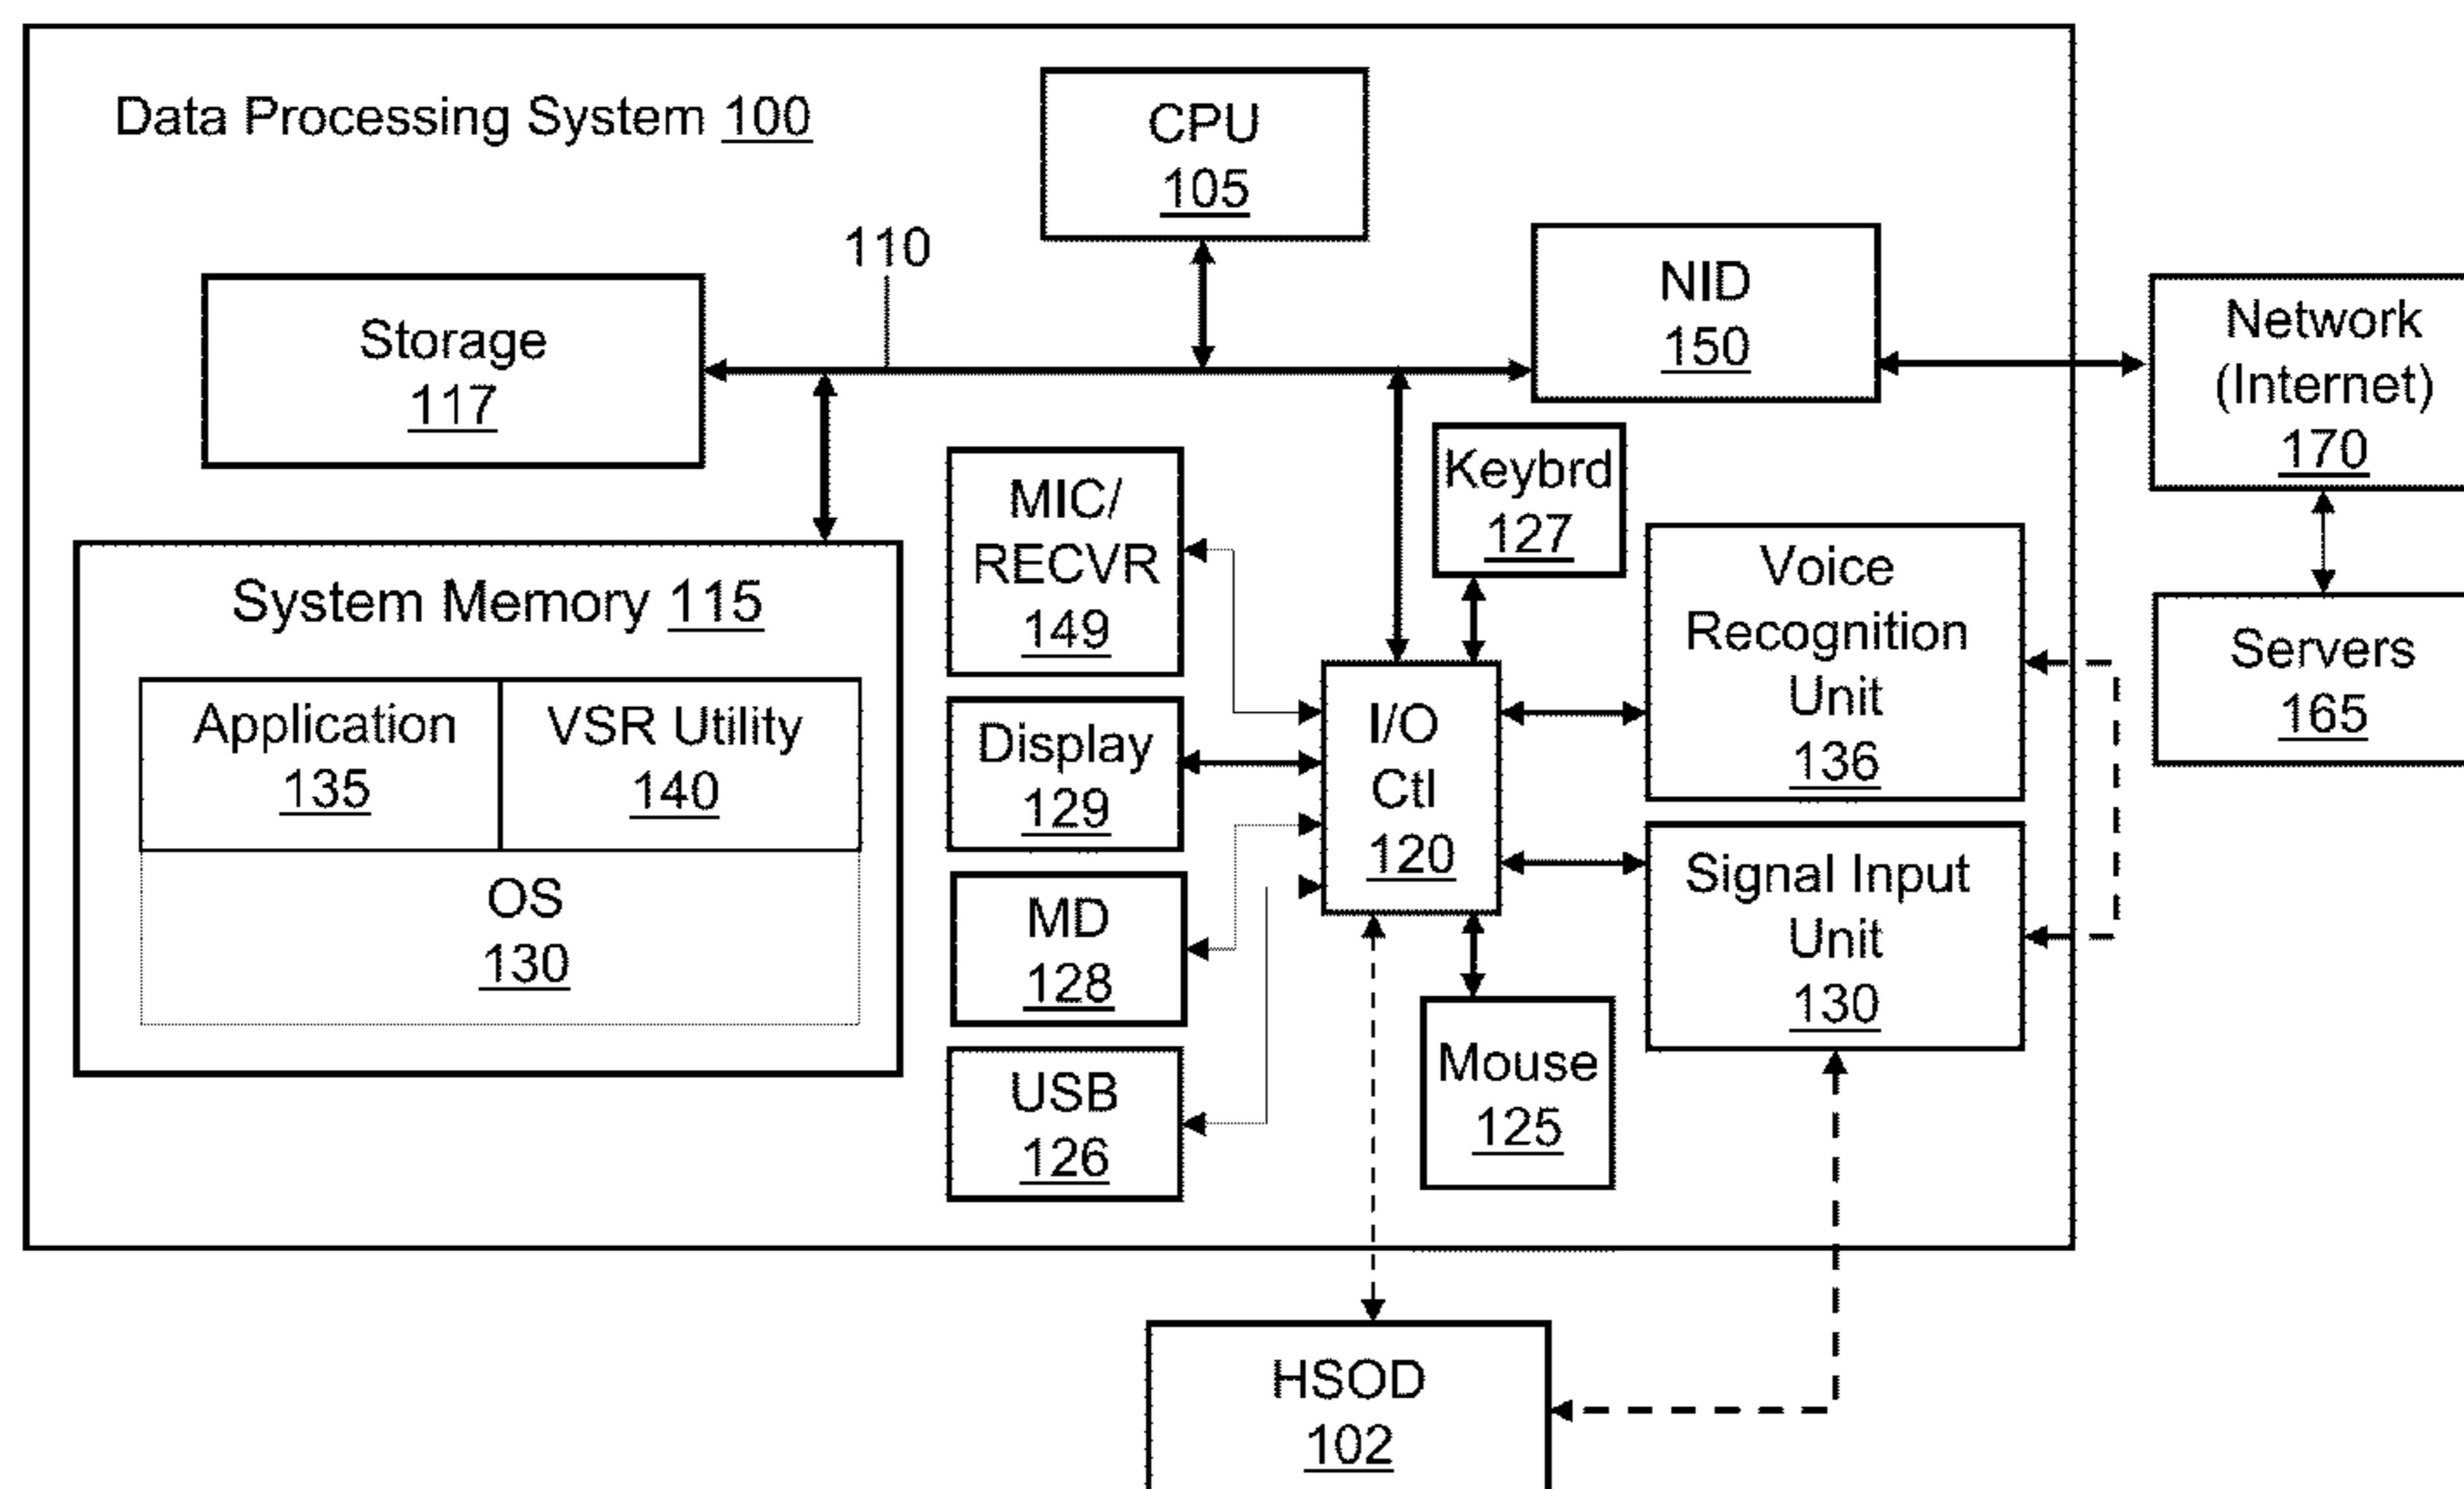 Data Processing System 100
CPU
105
110
Storage
117
NID
150
Network
(Internet)
170
Servers
165
System Memory 115
Application
135
VSR Utility
140
OS
130
MIC/
RECVR
149
Display
129
MD
128
USB
126
I/O
Ctl
120
Keybrd
127
Voice
Recognition
Unit
136
Signal Input
Unit
130
Mouse
125
HSOD
102